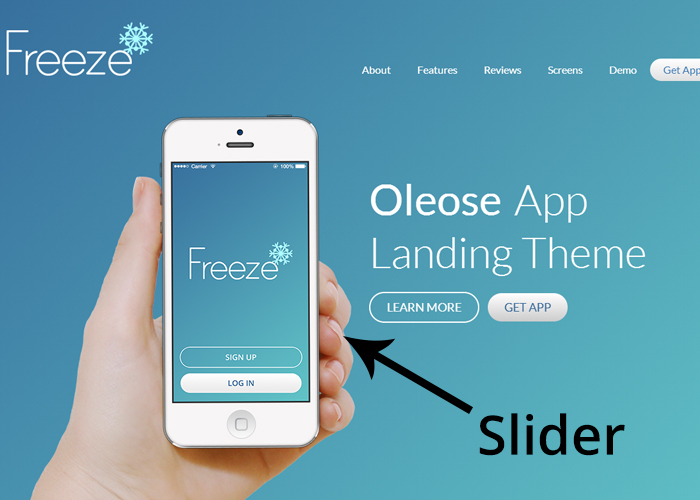 Freeze
About Features Reviews Screens Demo Get App
Carrier 100%
Freeze
SIGN UP
LOG IN
Oleose App
Landing Theme
LEARN MORE GET APP
Slider